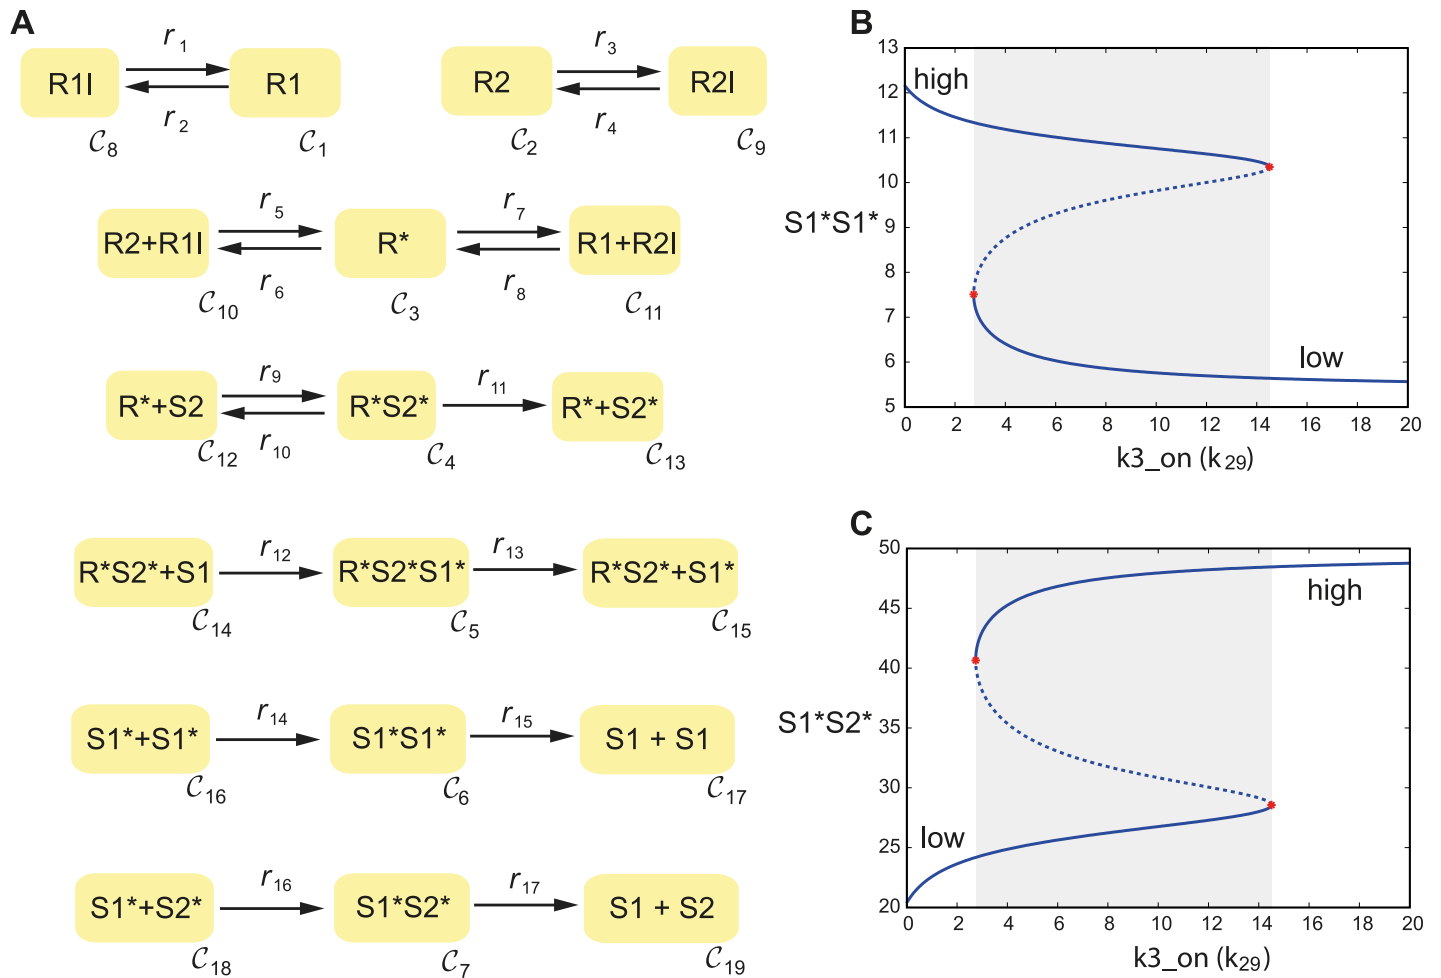 A
r1
r3
R1I
R1
R2
R2I
r2
r4
C8
C1
C2
C9
r5
r7
R2+R1I
R*
R1+R2I
r6
r8
C10
C3
C11
r9
r11
R*+S2
R*S2*
R*+S2*
r10
C12
C4
C13
r12
r13
R*S2*+S1
R*S2*S1*
R*S2*+S1*
C14
C5
C15
r14
r15
S1*+S1*
S1*S1*
S1 + S1
C16
C6
C17
r16
r17
S1*+S2*
S1*S2*
S1 + S2
C18
C7
C19
B
13
12
11
10
9
8
7
6
5
high
low
S1*S1*
0 2 4 6 8 10 12 14 16 18 20
k3_on (k29)
C
50
45
40
35
30
25
20
high
low
S1*S2*
0 2 4 6 8 10 12 14 16 18 20
k3_on (k29)